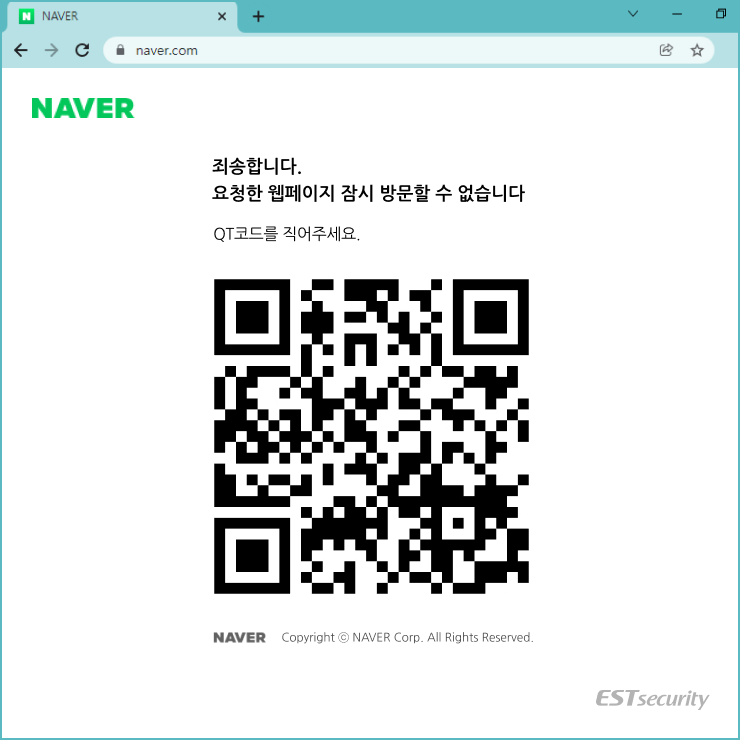 NAVER
naver.com
NAVER
죄송합니다.
요청한 웹페이지 잠시 방문할 수 없습니다
QT코드를 직어주세요.
NAVER Copyright ⓒ NAVER Corp. All Rights Reserved.
ESTsecurity